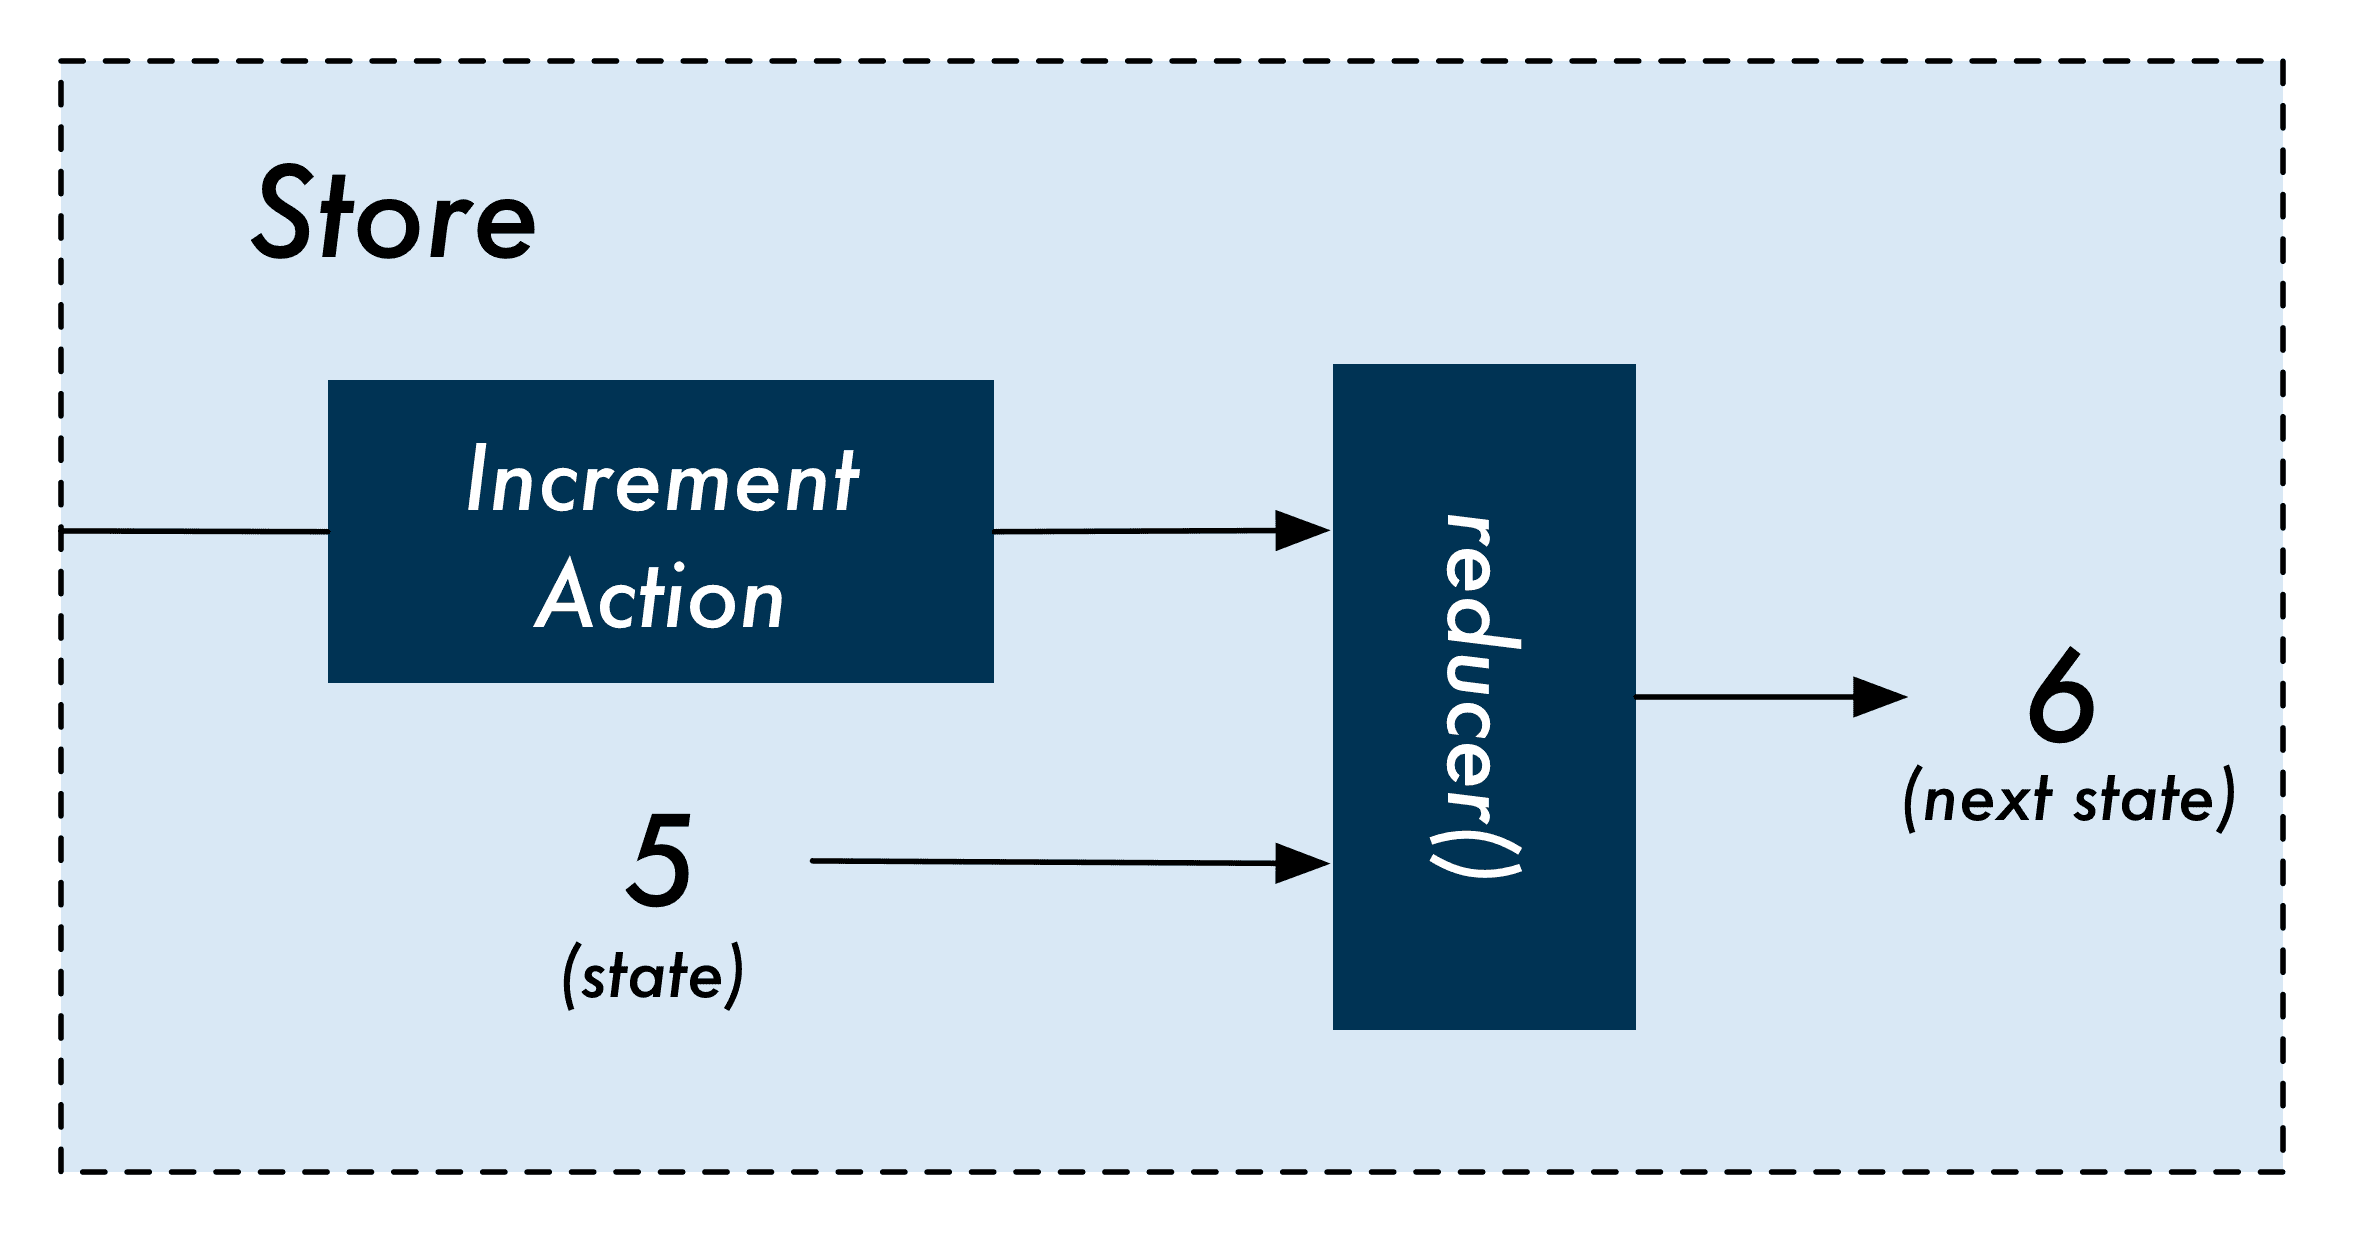 Store
Increment
Action
reducer()
5
(state)
6
(next state)